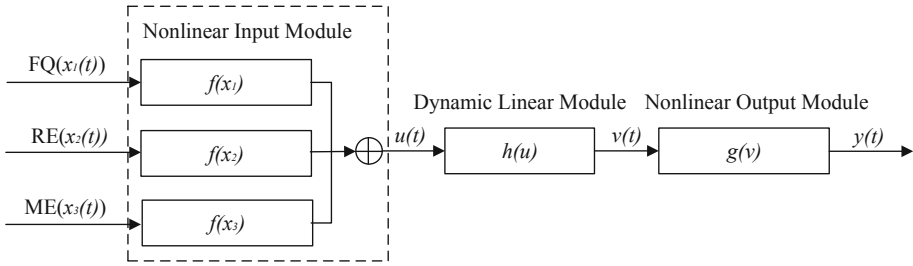 Nonlinear Input Module
FQ(x₁(t))
f(x₁)
RE(x₂(t))
f(x₂)
ME(x₃(t))
f(x₃)
u(t)
Dynamic Linear Module
h(u)
v(t)
Nonlinear Output Module
g(v)
y(t)